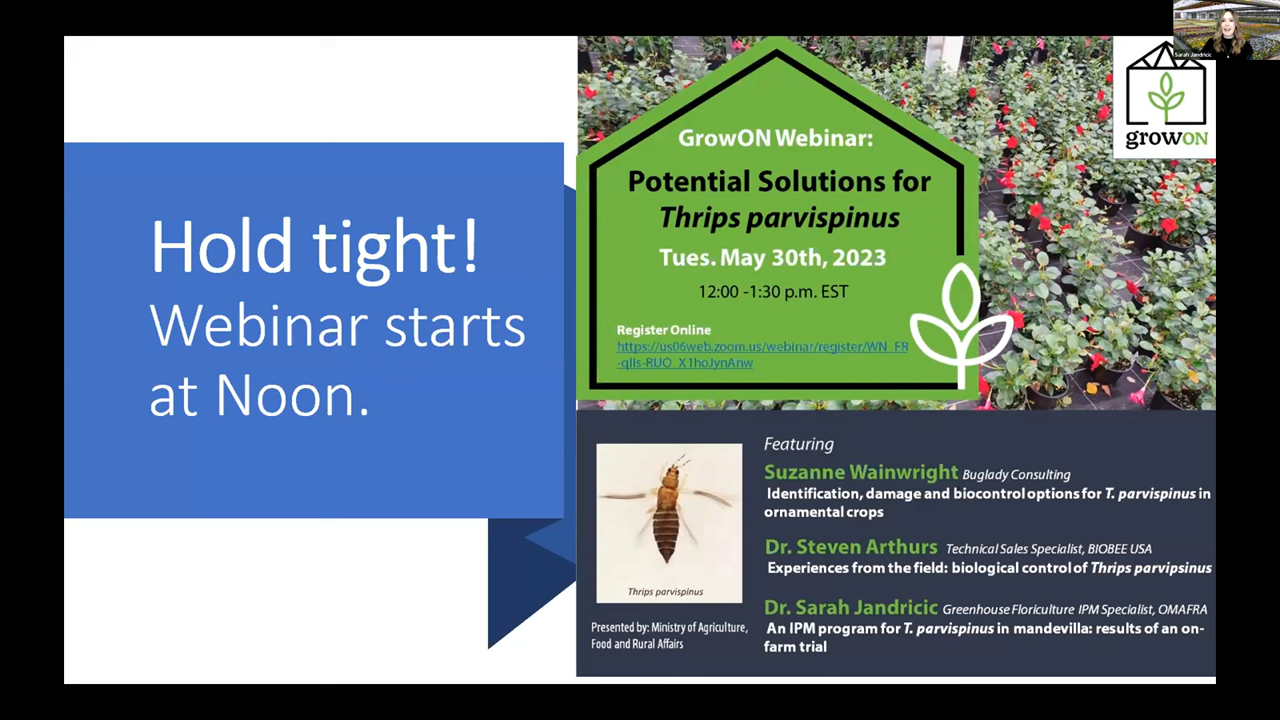 Hold tight!
Webinar starts
at Noon.
GrowON Webinar:
Potential Solutions for
Thrips parvispinus
Tues. May 30th, 2023
12:00 -1:30 p.m. EST
Register Online
https://us06web.zoom.us/webinar/register/WN_FR
-qlIs-RUO_X1hoJynAnw
growON
Sarah Jandricic
Thrips parvispinus
Presented by: Ministry of Agriculture,
Food and Rural Affairs
Featuring
Suzanne Wainwright Buglady Consulting
Identification, damage and biocontrol options for T. parvispinus in
ornamental crops
Dr. Steven Arthurs Technical Sales Specialist, BIOBEE USA
Experiences from the field: biological control of Thrips parvipsinus
Dr. Sarah Jandricic Greenhouse Floriculture IPM Specialist, OMAFRA
An IPM program for T. parvispinus in mandevilla: results of an on-
farm trial